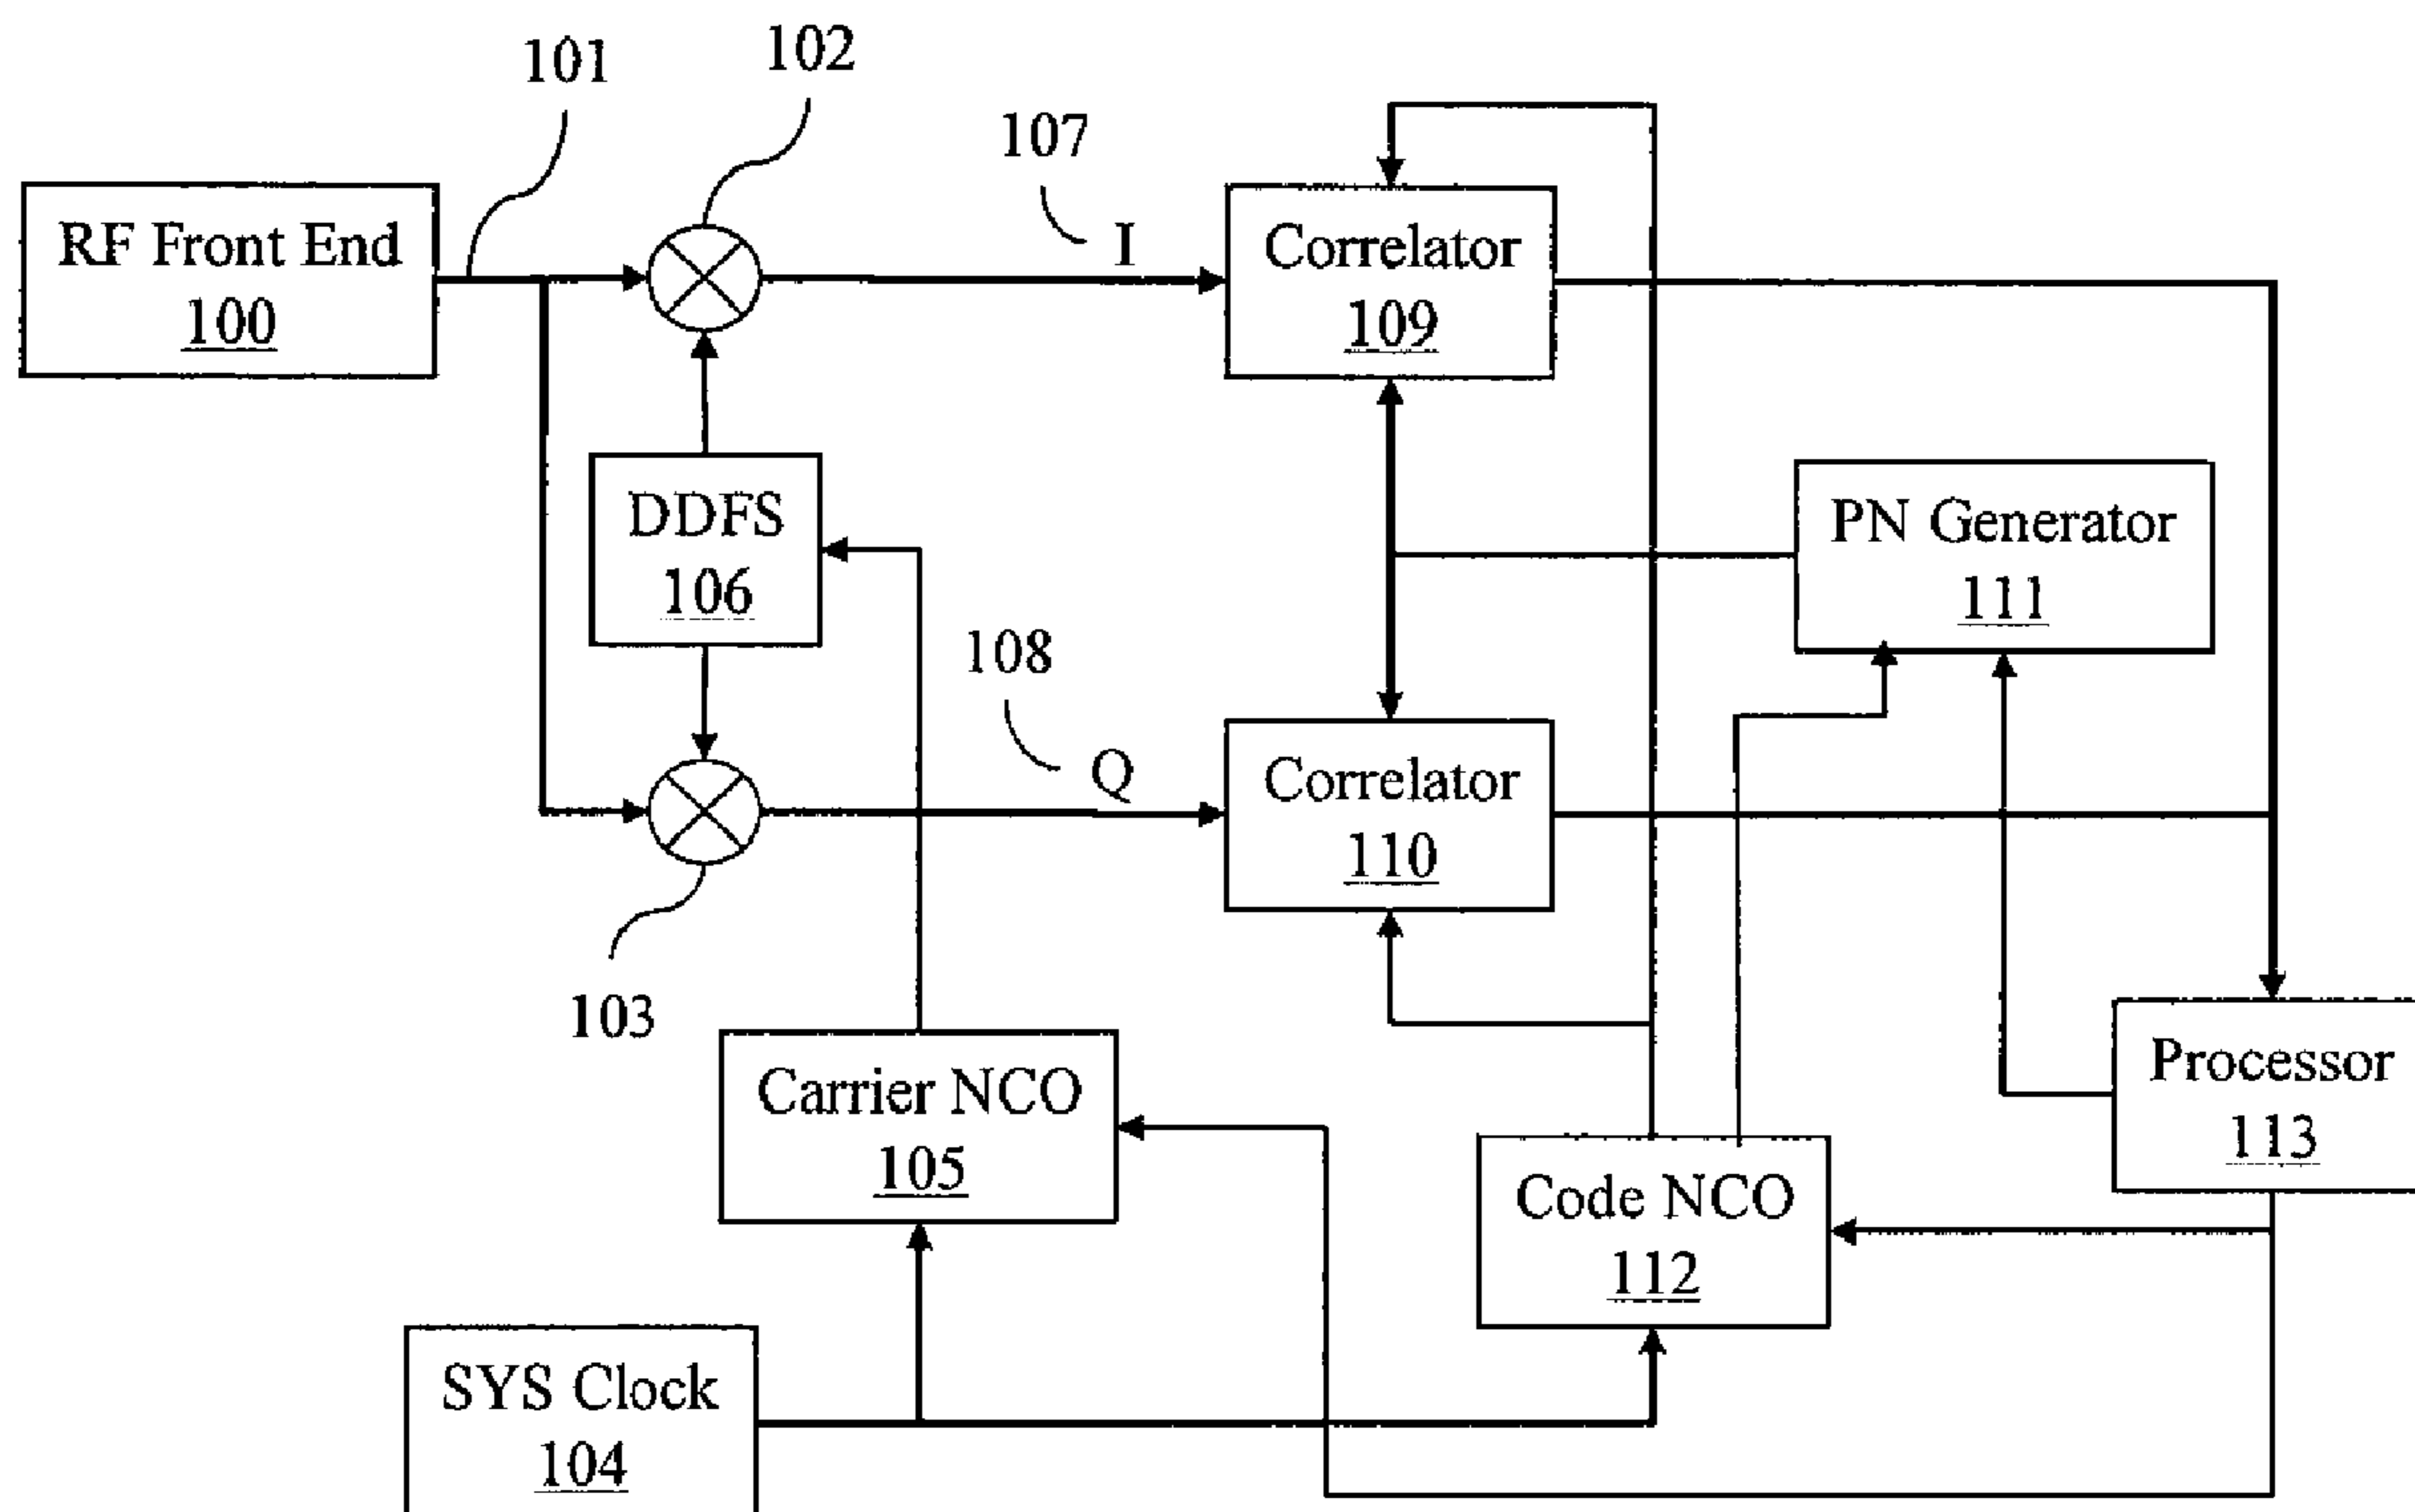 101
102
107
RF Front End
100
I
Correlator
109
DDFS
106
PN Generator
111
108
Q
Correlator
110
103
Carrier NCO
105
Processor
113
Code NCO
112
SYS Clock
104